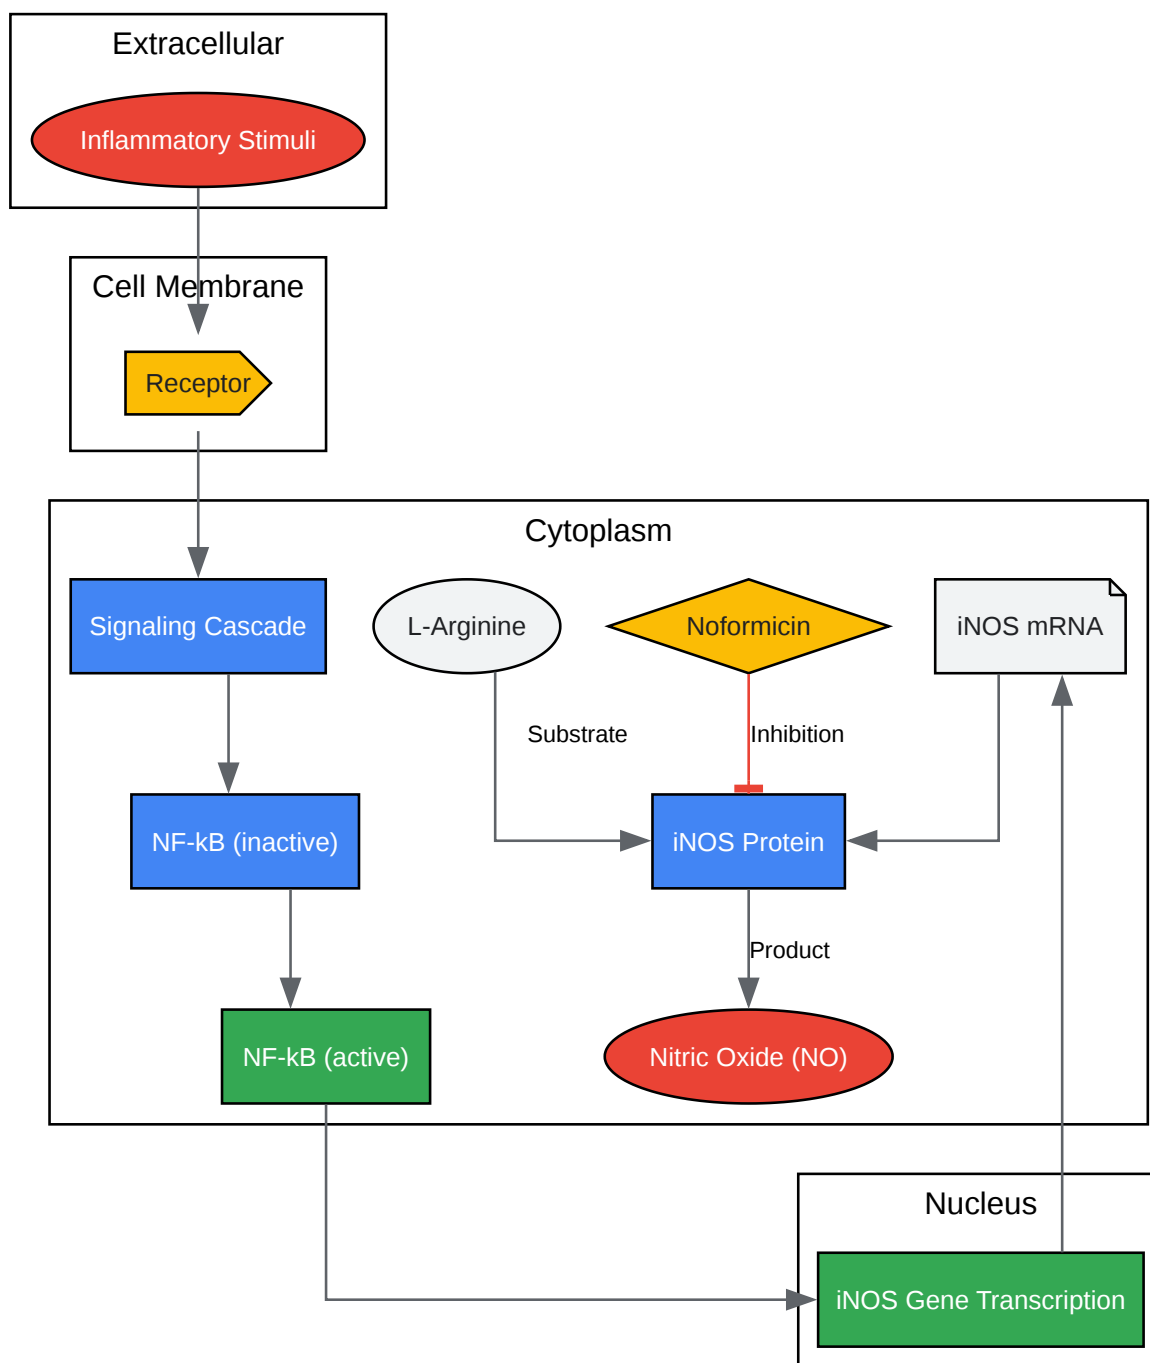 Extracellular
Inflammatory Stimuli
Cell Membrane
Receptor
Cytoplasm
Signaling Cascade
L-Arginine
Noformicin
iNOS mRNA
Substrate
Inhibition
NF-kB (inactive)
iNOS Protein
Product
NF-kB (active)
Nitric Oxide (NO)
Nucleus
iNOS Gene Transcription